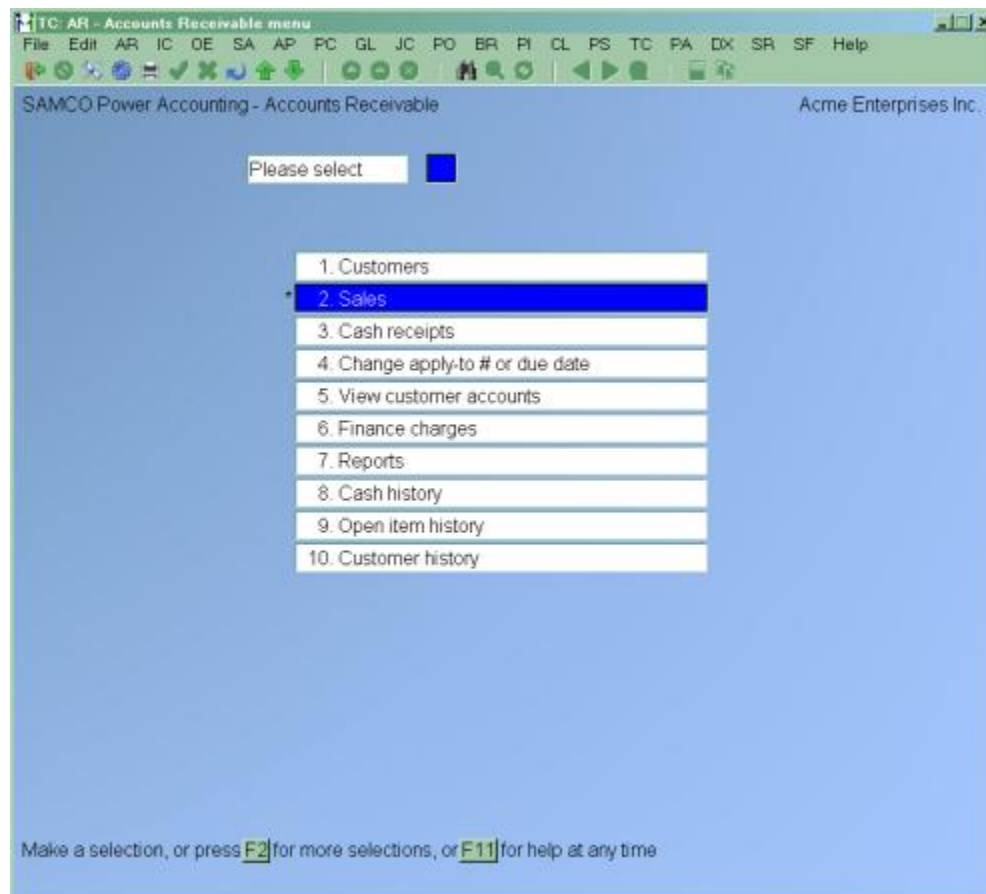 TC: AR - Accounts Receivable menu
File Edit AR IC OE SA AP PC GL JC PO BR PI CL PS TC PA DX SR SF Help
SAMCO Power Accounting - Accounts Receivable
Acme Enterprises Inc.
Please select
1. Customers
* 2. Sales
3. Cash receipts
4. Change apply-to # or due date
5. View customer accounts
6. Finance charges
7. Reports
8. Cash history
9. Open item history
10. Customer history
Make a selection, or press F2 for more selections, or F11 for help at any time